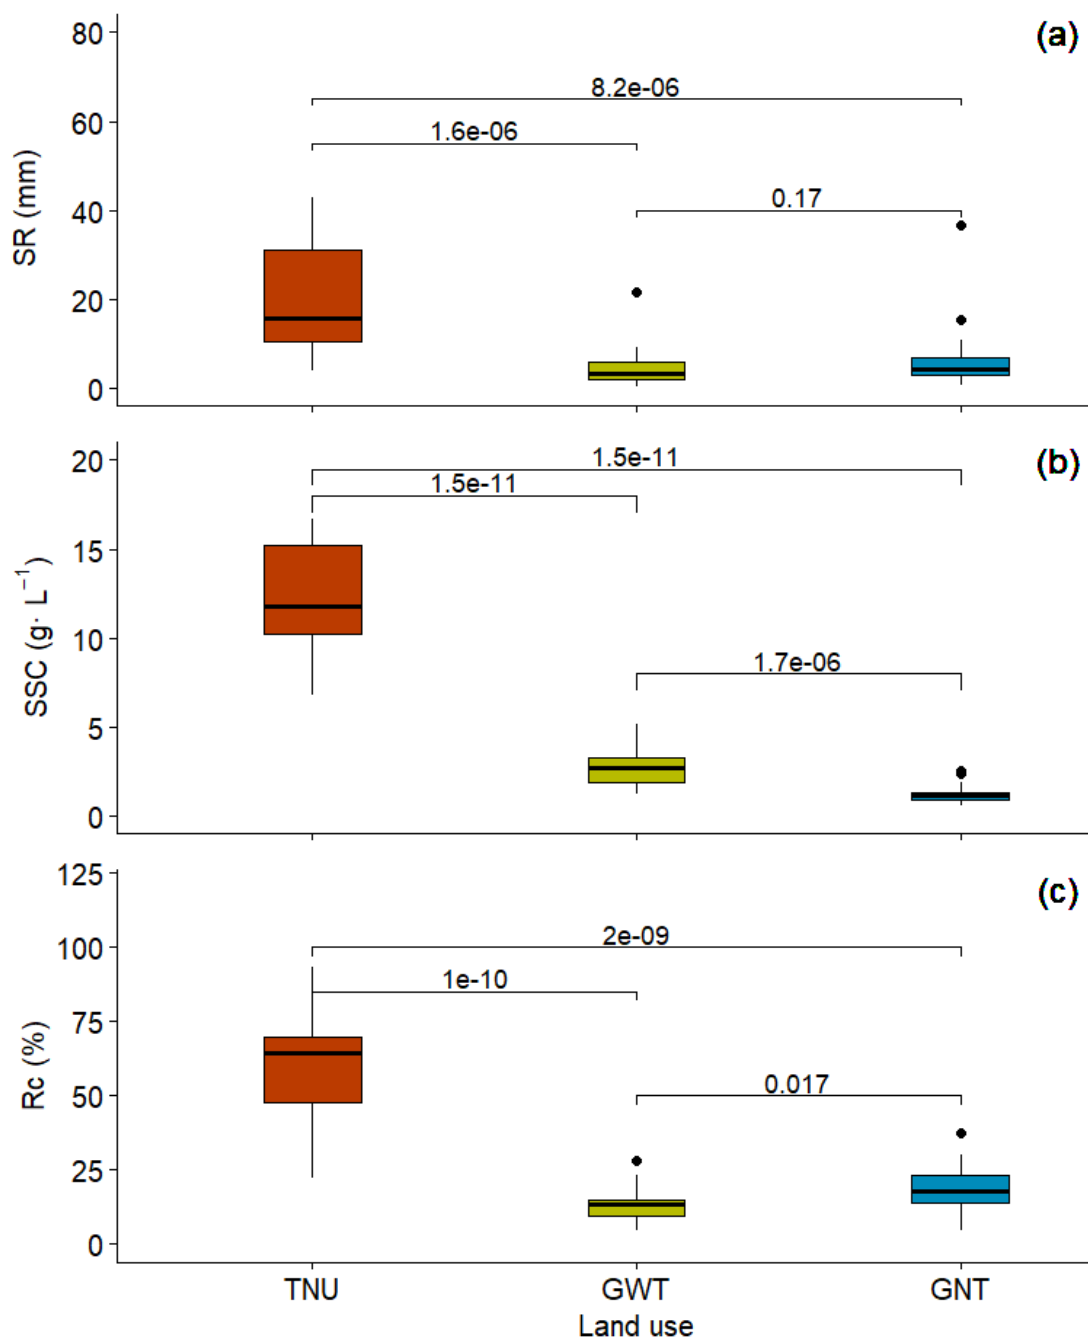 (a)
80
60
40
20
0
SR (mm)
8.2e-06
1.6e-06
0.17
(b)
20
15
10
5
0
SSC (g· L⁻¹)
1.5e-11
1.5e-11
1.7e-06
(c)
125
100
75
50
25
0
Rc (%)
2e-09
1e-10
0.017
TNU GWT GNT
Land use